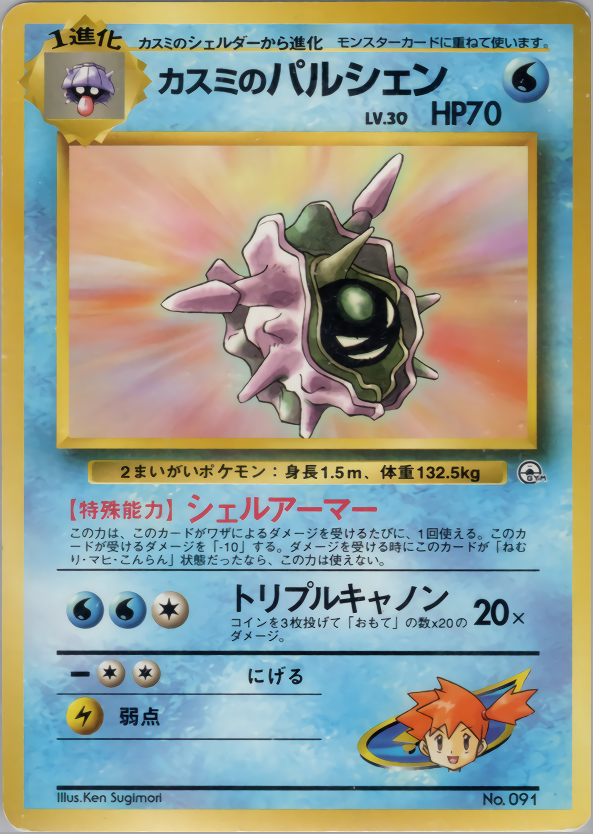 1進化
カスミのシェルダーから進化 モンスターカードに重ねて使います。
カスミのパルシェン
LV.30 HP70
2まいがいポケモン：身長1.5m、体重132.5kg
GYM
【特殊能力】シェルアーマー
この力は、このカードがワザによるダメージを受けるたびに、1回使える。このカ
ードが受けるダメージを「-10」する。ダメージを受ける時にこのカードが「ねむ
り・マヒ・こんらん」状態だったなら、この力は使えない。
トリプルキャノン 20×
コインを3枚投げて「おもて」の数×20の
ダメージ。
にげる
弱点
Illus.Ken Sugimori No. 091